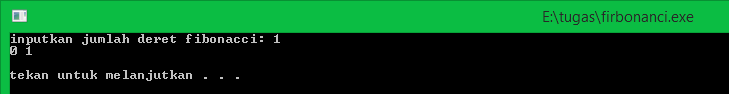 E:\tugas\firbonanci.exe
inputkan jumlah deret fibonacci: 1
0 1
tekan untuk melanjutkan . . .